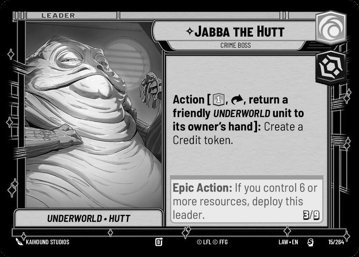 LEADER
JABBA THE HUTT
CRIME BOSS
Action [1, , return a
friendly UNDERWORLD unit to
its owner's hand]: Create a
Credit token.
Epic Action: If you control 6 or
more resources, deploy this
leader.
UNDERWORLD • HUTT
KAIHOUND STUDIOS
© LFL © FFG
LAW • EN
S
15/264